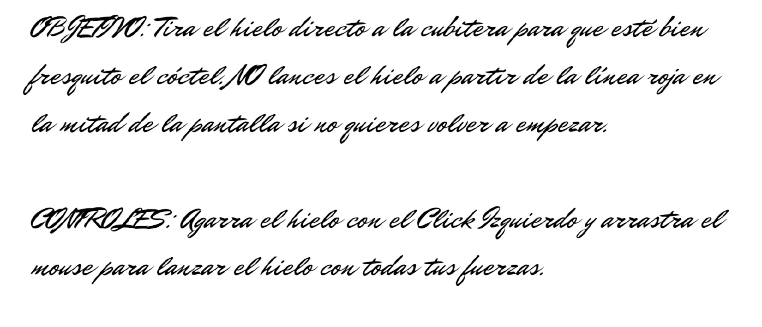 OBJETIVO: Tira el hielo directo a la cubitera para que esté bien
fresquito el cóctel. NO lances el hielo a partir de la línea roja en
la mitad de la pantalla si no quieres volver a empezar.
CONTROLES: Agarra el hielo con el Click Izquierdo y arrastra el
mouse para lanzar el hielo con todas tus fuerzas.